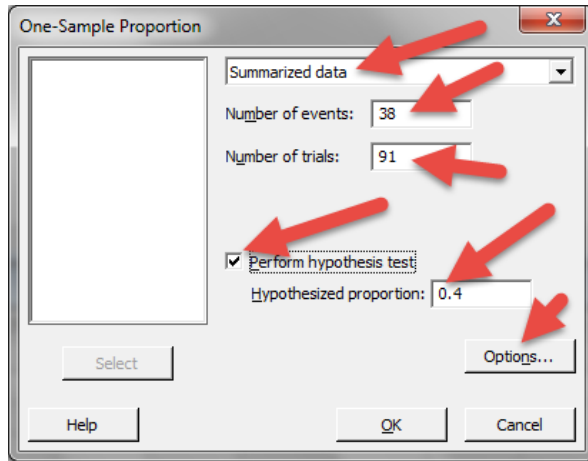 One-Sample Proportion
Summarized data
Number of events: 38
Number of trials: 91
Perform hypothesis test
Hypothesized proportion: 0.4
Select
Options...
Help
OK
Cancel